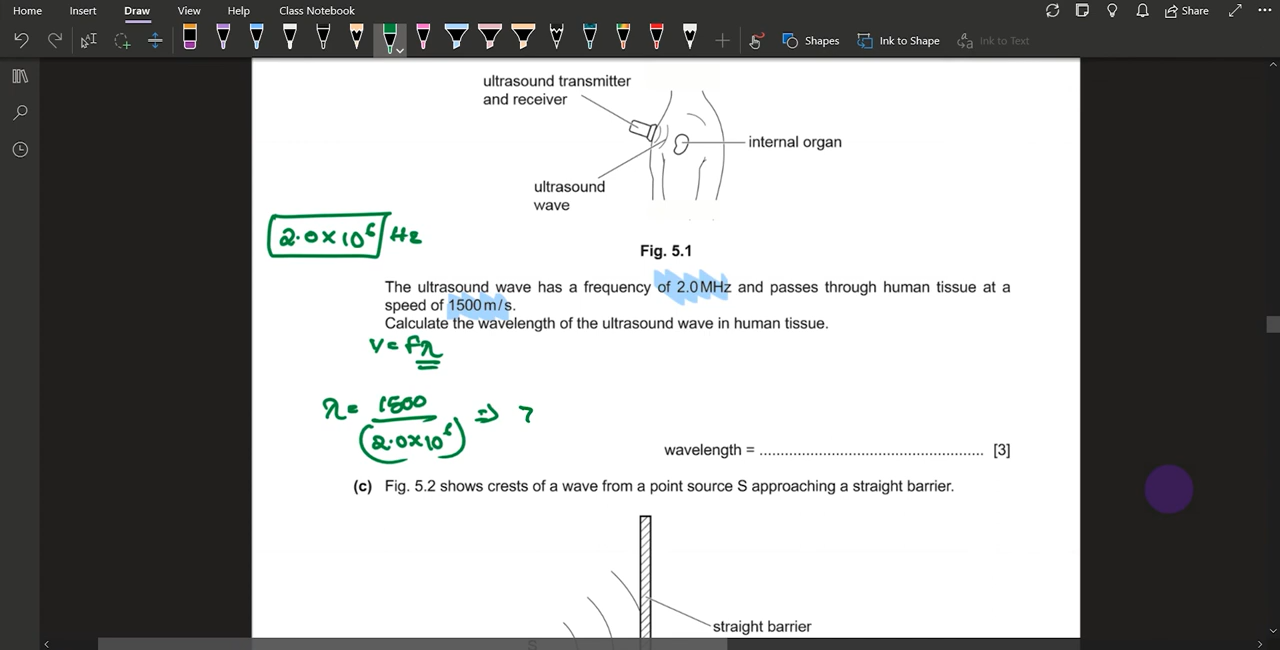 Home Insert Draw View Help Class Notebook Share
Shapes Ink to Shape Ink to Text
ultrasound transmitter
and receiver
internal organ
ultrasound
wave
2.0×10⁶ Hz
Fig. 5.1
The ultrasound wave has a frequency of 2.0 MHz and passes through human tissue at a
speed of 1500 m/s.
Calculate the wavelength of the ultrasound wave in human tissue.
v = fλ
λ = 1500
(2.0×10⁶) ⇒ 7
wavelength = ...................................................... [3]
(c) Fig. 5.2 shows crests of a wave from a point source S approaching a straight barrier.
straight barrier
S